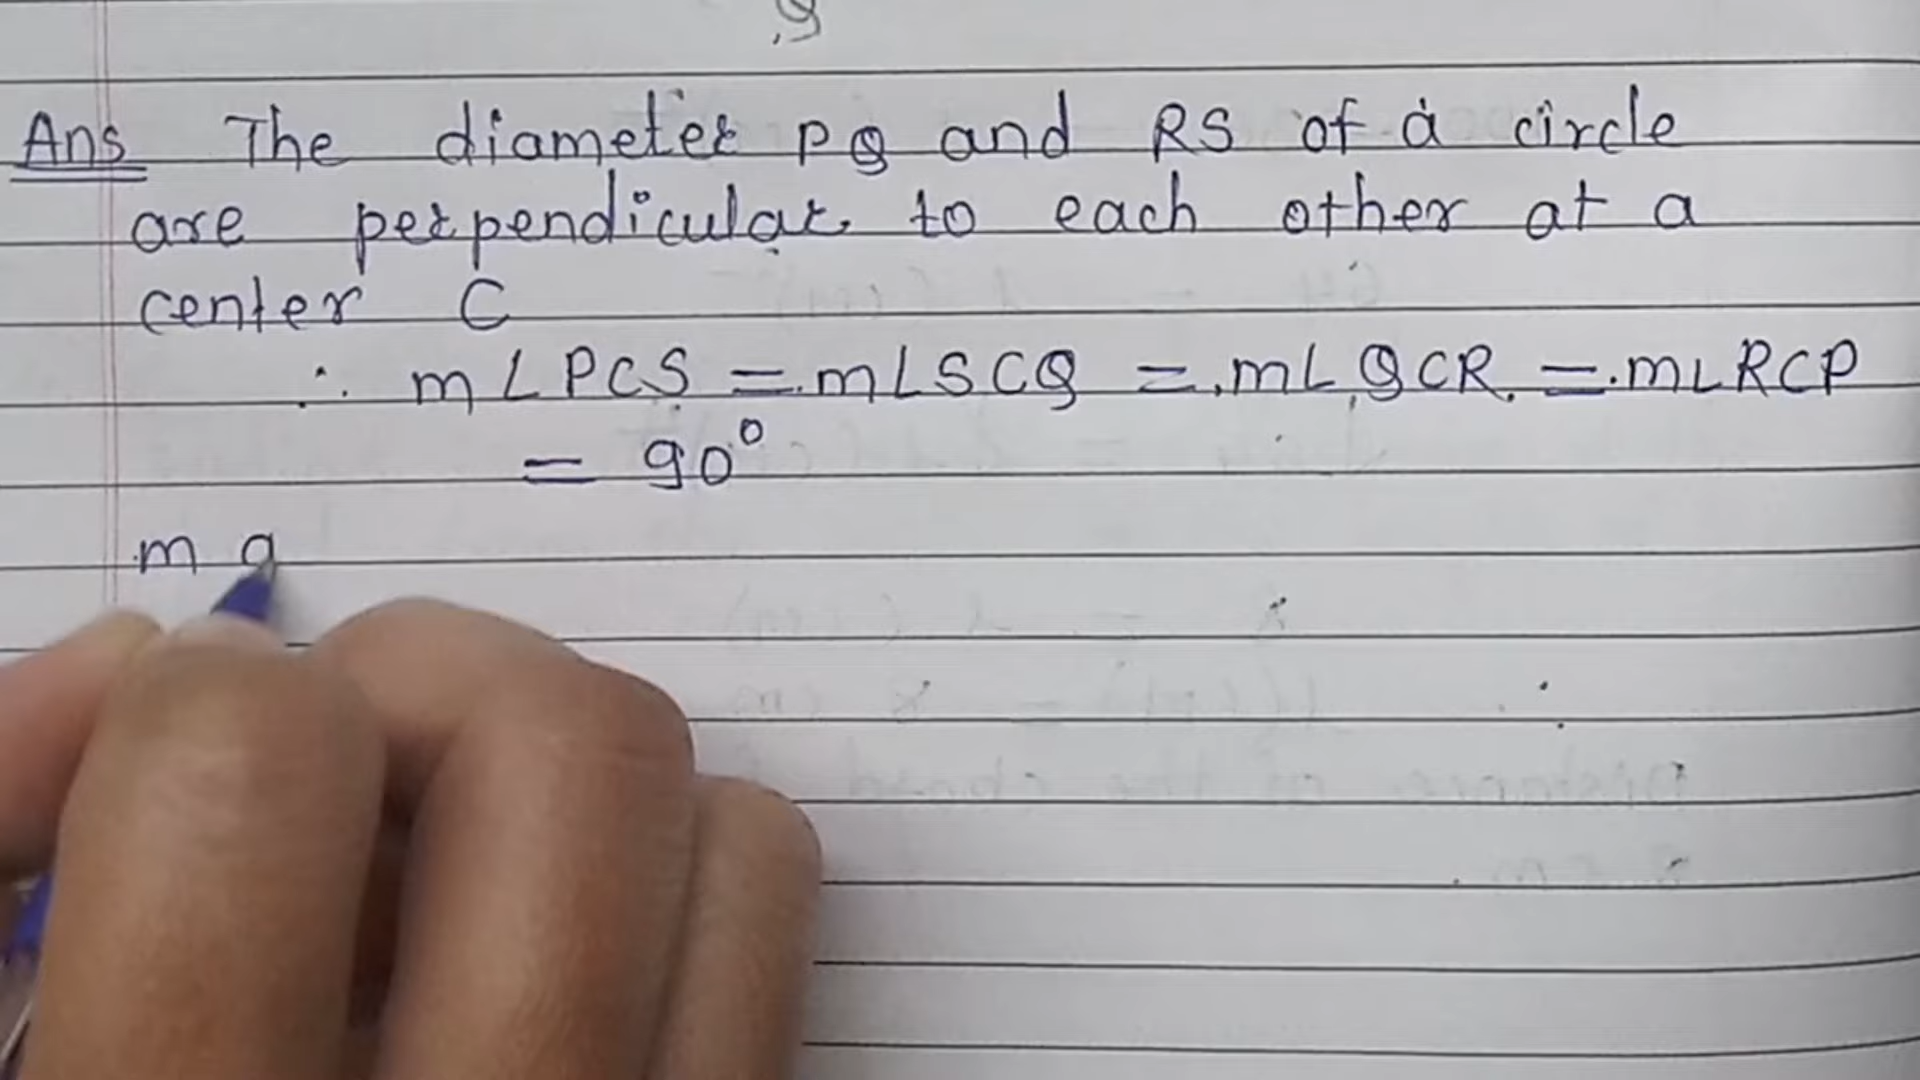 Q
Ans The diameter PQ and RS of a circle
are perpendicular to each other at a
center C
∴ m∠PCS = m∠SCQ = m∠QCR = m∠RCP
= 90°
m a